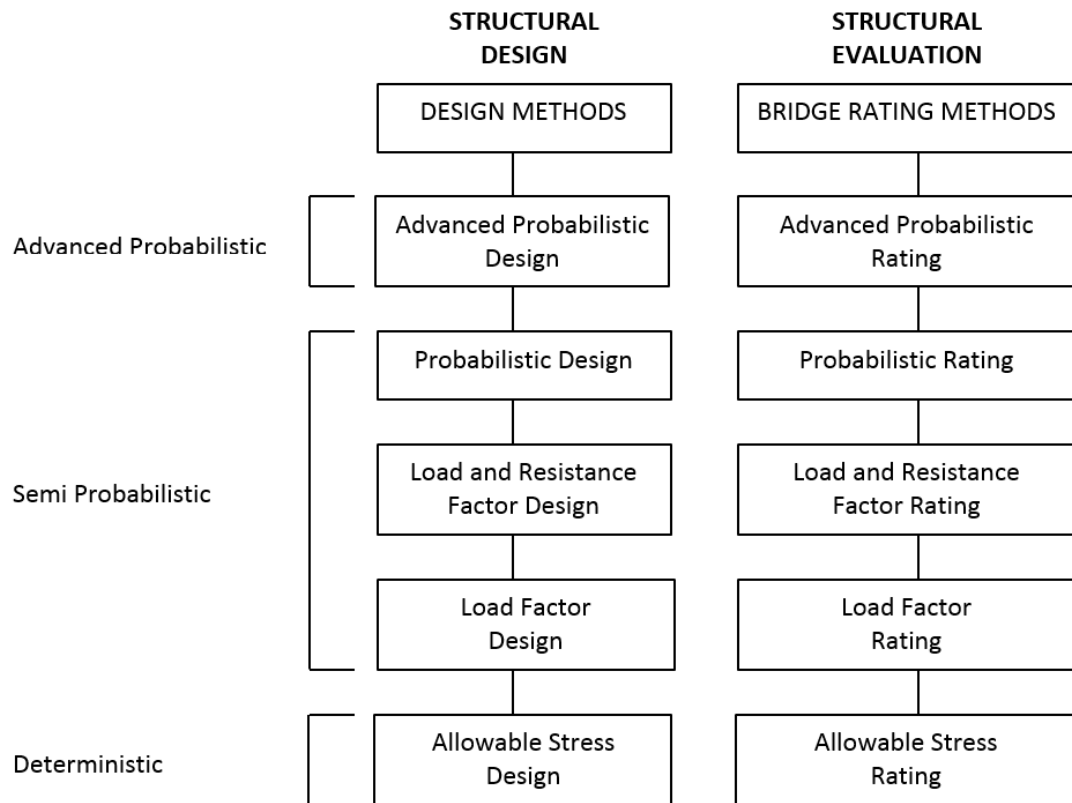 STRUCTURAL
DESIGN
STRUCTURAL
EVALUATION
DESIGN METHODS
BRIDGE RATING METHODS
Advanced Probabilistic
Advanced Probabilistic
Design
Advanced Probabilistic
Rating
Semi Probabilistic
Probabilistic Design
Probabilistic Rating
Load and Resistance
Factor Design
Load and Resistance
Factor Rating
Load Factor
Design
Load Factor
Rating
Deterministic
Allowable Stress
Design
Allowable Stress
Rating